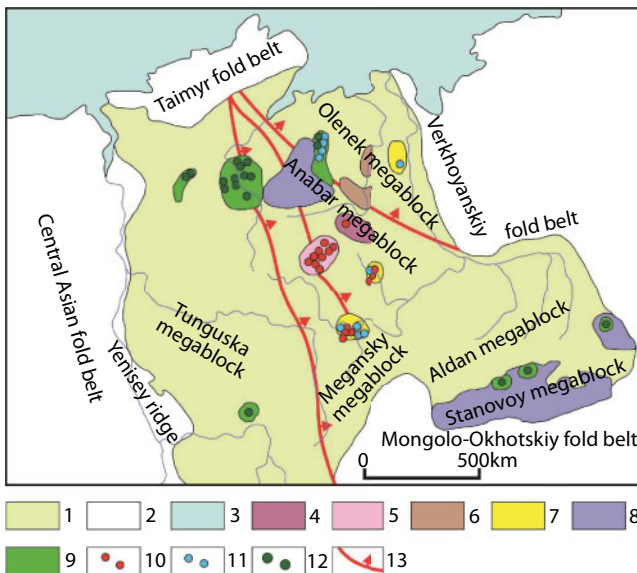 Taimyr fold belt
Olenek megablock
Verkhoyanskiy
fold belt
Anabar megablock
Central Asian fold belt
Tunguska
megablock
Yenisey ridge
Megansky
megablock
Aldan megablock
Stanovoy megablock
Mongolo-Okhotskiy fold belt
0 500km
1 2 3 4 5 6 7 8
9 10 11 12 13